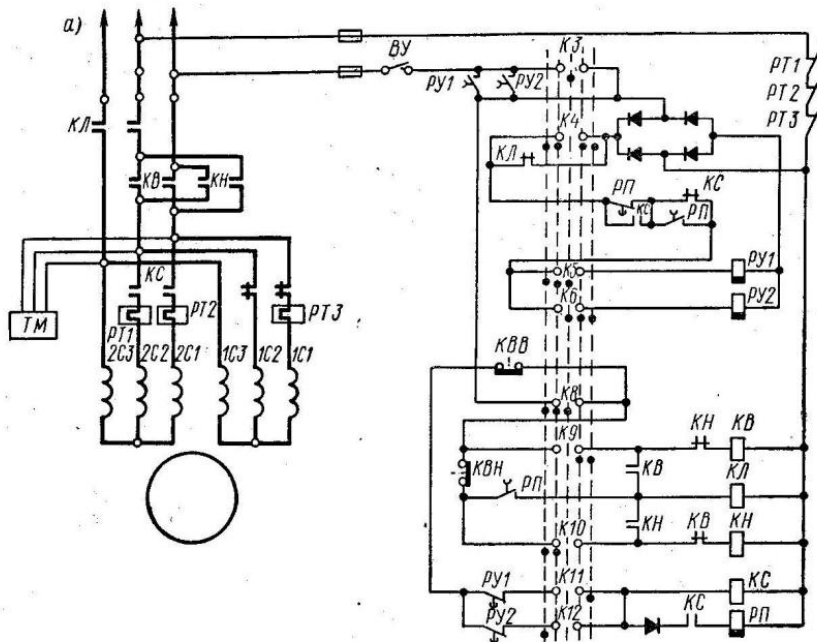 а)
ВУ
РУ1
РУ2
К3
РТ1
РТ2
РТ3
КЛ
К4
КЛ
КВ
КН
РП
КС
КС
РП
КС
К5
РУ1
К6
РУ2
ТМ
РТ1
РТ2
РТ3
2С3
2С2
2С1
1С3
1С2
1С1
КВВ
К8
К9
КН
КВ
КВН
РП
КВ
КЛ
КН
К10
КВ
КН
РУ1
К11
КС
РУ2
К12
КС
РП